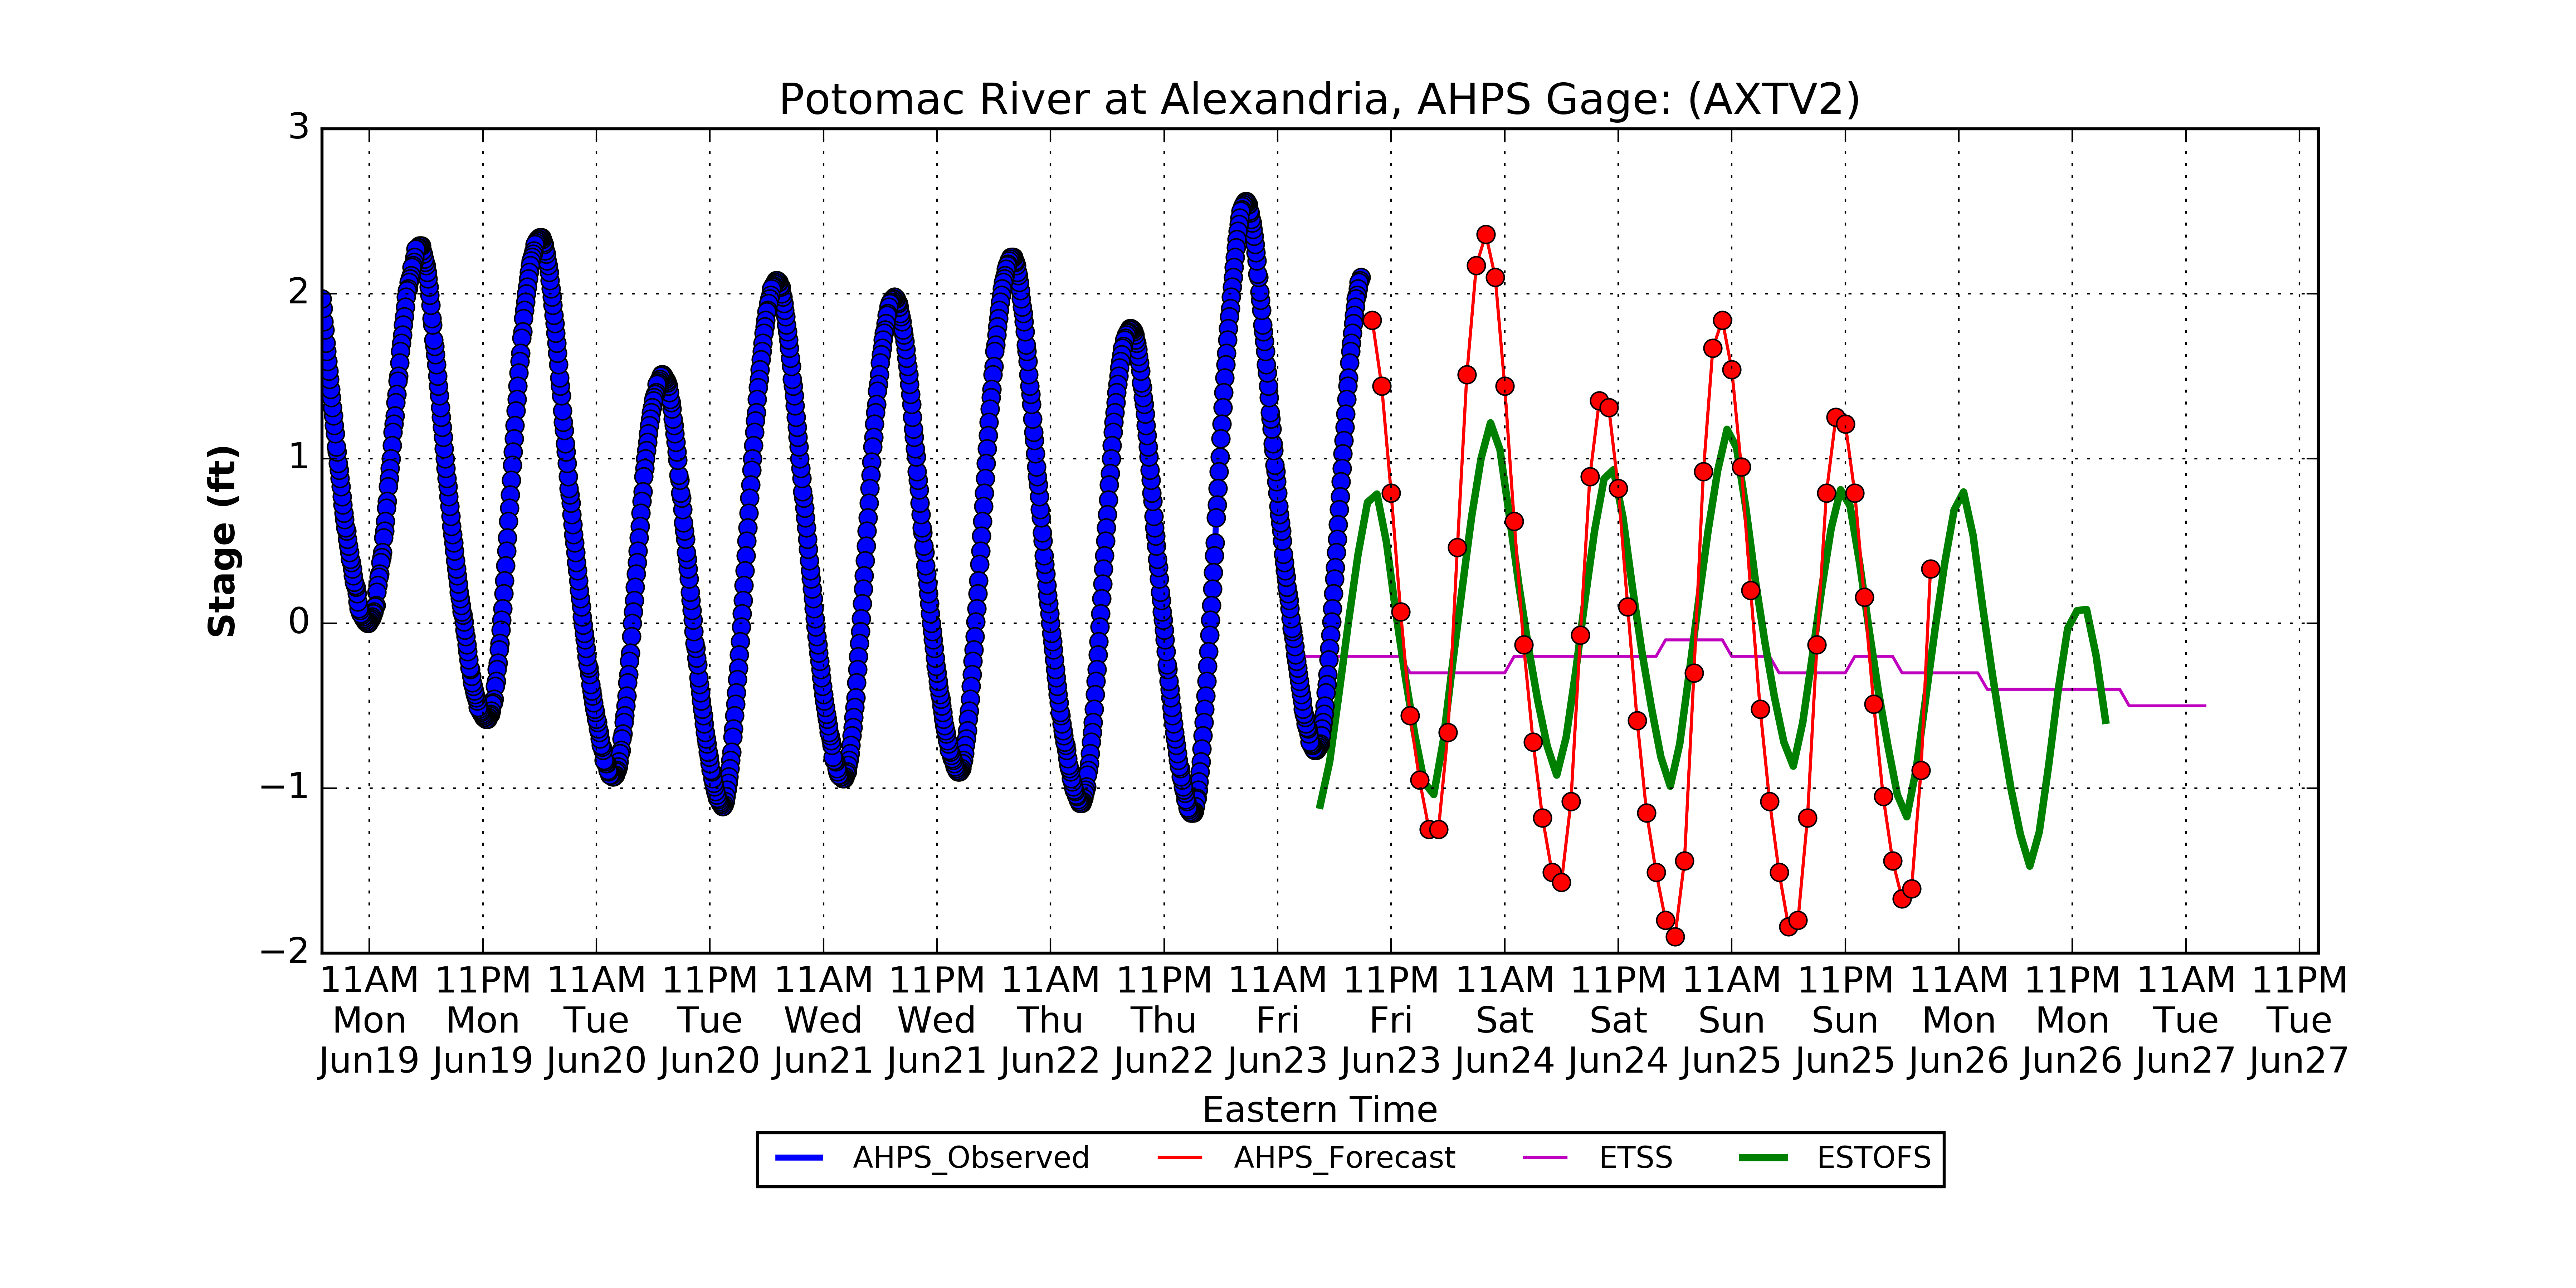 Potomac River at Alexandria, AHPS Gage: (AXTV2)
3
2
1
0
−1
−2
Stage (ft)
11AM 11PM 11AM 11PM 11AM 11PM 11AM 11PM 11AM 11PM 11AM 11PM 11AM 11PM 11AM 11PM 11AM 11PM
Mon Mon Tue Tue Wed Wed Thu Thu Fri Fri Sat Sat Sun Sun Mon Mon Tue Tue
Jun19 Jun19 Jun20 Jun20 Jun21 Jun21 Jun22 Jun22 Jun23 Jun23 Jun24 Jun24 Jun25 Jun25 Jun26 Jun26 Jun27 Jun27
Eastern Time
AHPS_Observed AHPS_Forecast ETSS ESTOFS